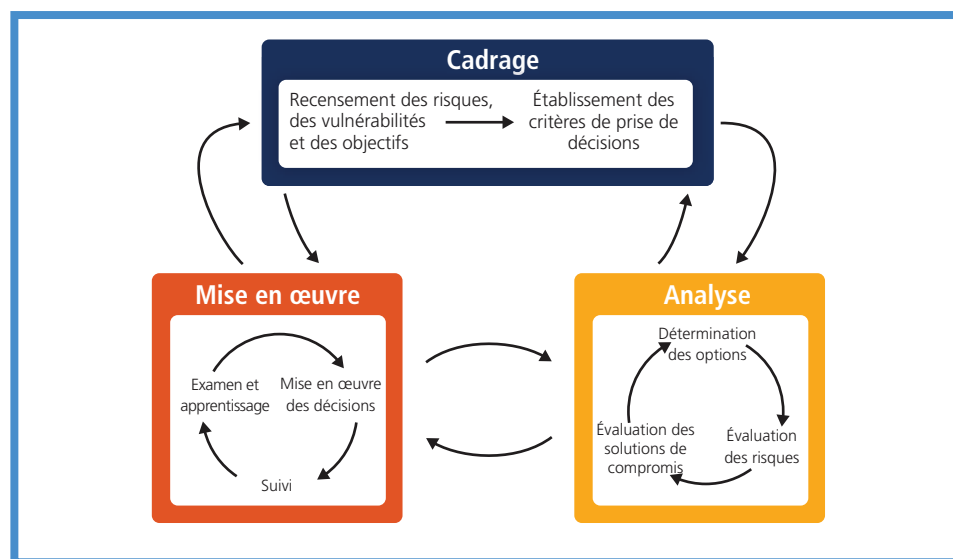 Cadrage
Recensement des risques,
des vulnérabilités
et des objectifs
Établissement des
critères de prise de
décisions
Mise en œuvre
Examen et
apprentissage
Mise en œuvre
des décisions
Suivi
Analyse
Détermination
des options
Évaluation des
solutions de
compromis
Évaluation
des risques